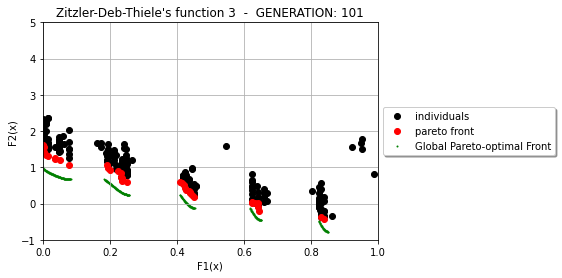 Zitzler-Deb-Thiele's function 3 - GENERATION: 101
5
4
3
2
1
0
−1
F2(x)
0.0 0.2 0.4 0.6 0.8 1.0
F1(x)
individuals
pareto front
Global Pareto-optimal Front